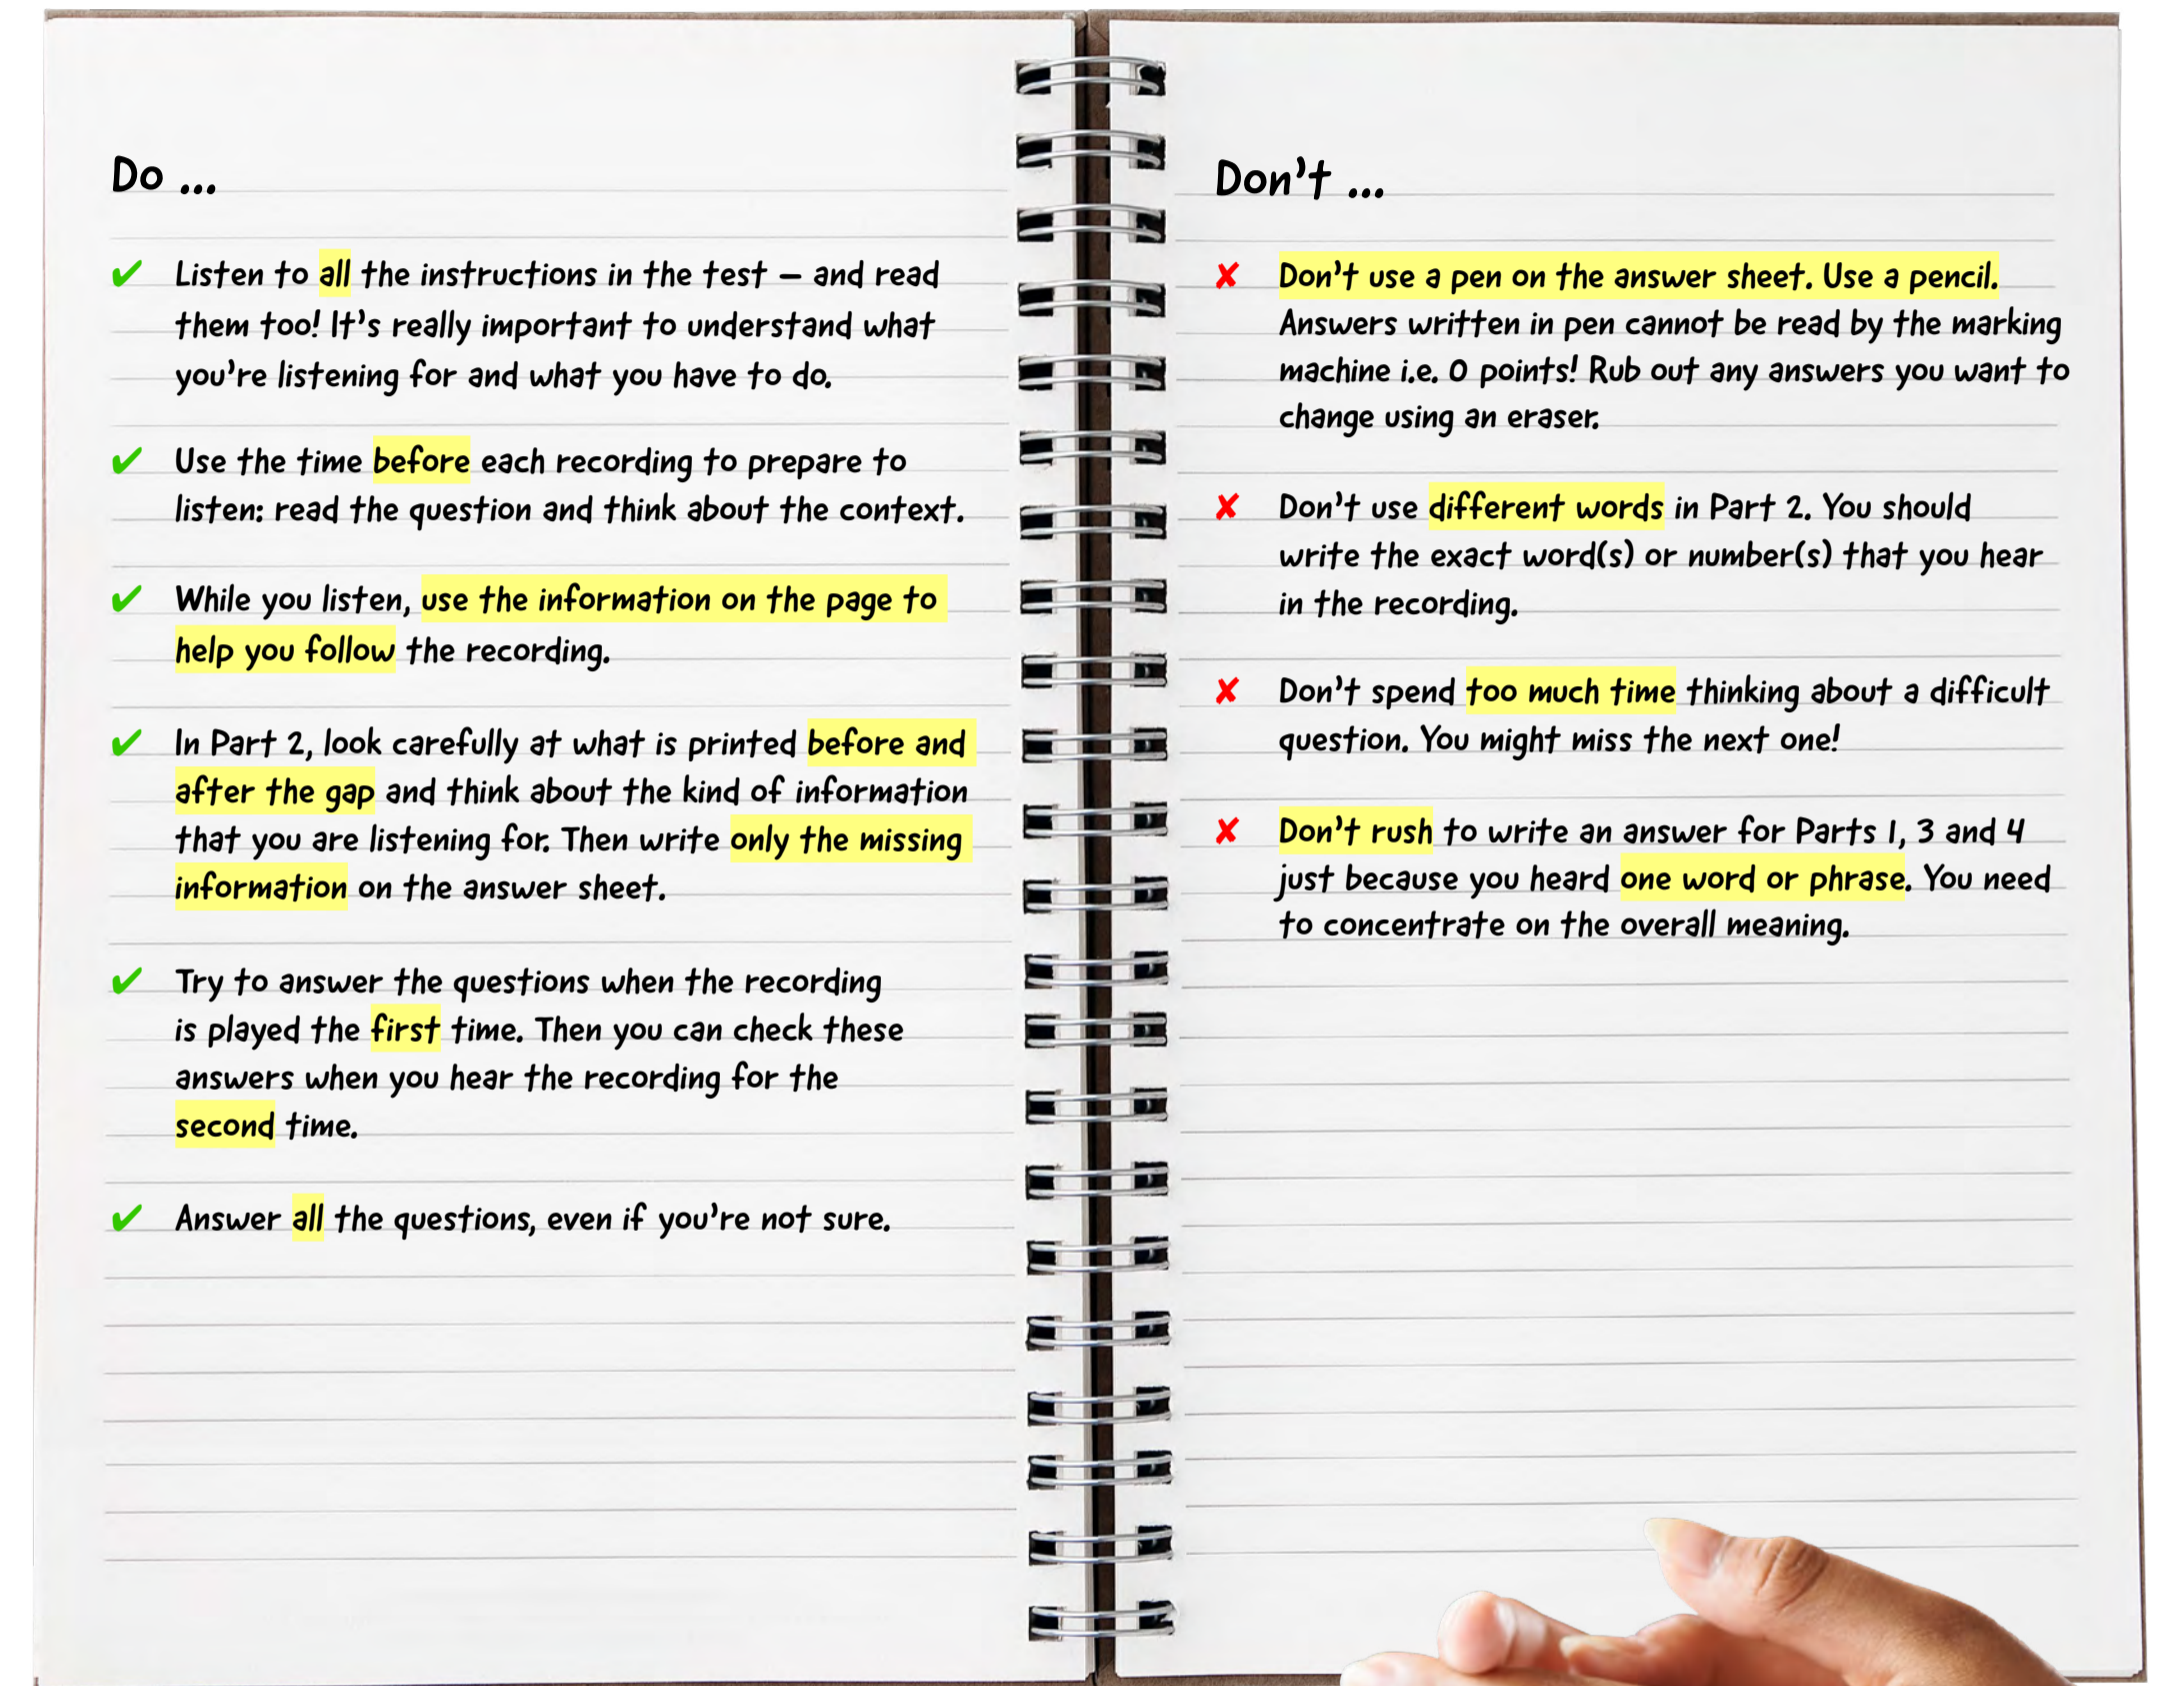 Do ...
✔ Listen to all the instructions in the test – and read
them too! It's really important to understand what
you're listening for and what you have to do.
✔ Use the time before each recording to prepare to
listen: read the question and think about the context.
✔ While you listen, use the information on the page to
help you follow the recording.
✔ In Part 2, look carefully at what is printed before and
after the gap and think about the kind of information
that you are listening for. Then write only the missing
information on the answer sheet.
✔ Try to answer the questions when the recording
is played the first time. Then you can check these
answers when you hear the recording for the
second time.
✔ Answer all the questions, even if you're not sure.
Don't ...
✘ Don't use a pen on the answer sheet. Use a pencil.
Answers written in pen cannot be read by the marking
machine i.e. 0 points! Rub out any answers you want to
change using an eraser.
✘ Don't use different words in Part 2. You should
write the exact word(s) or number(s) that you hear
in the recording.
✘ Don't spend too much time thinking about a difficult
question. You might miss the next one!
✘ Don't rush to write an answer for Parts 1, 3 and 4
just because you heard one word or phrase. You need
to concentrate on the overall meaning.